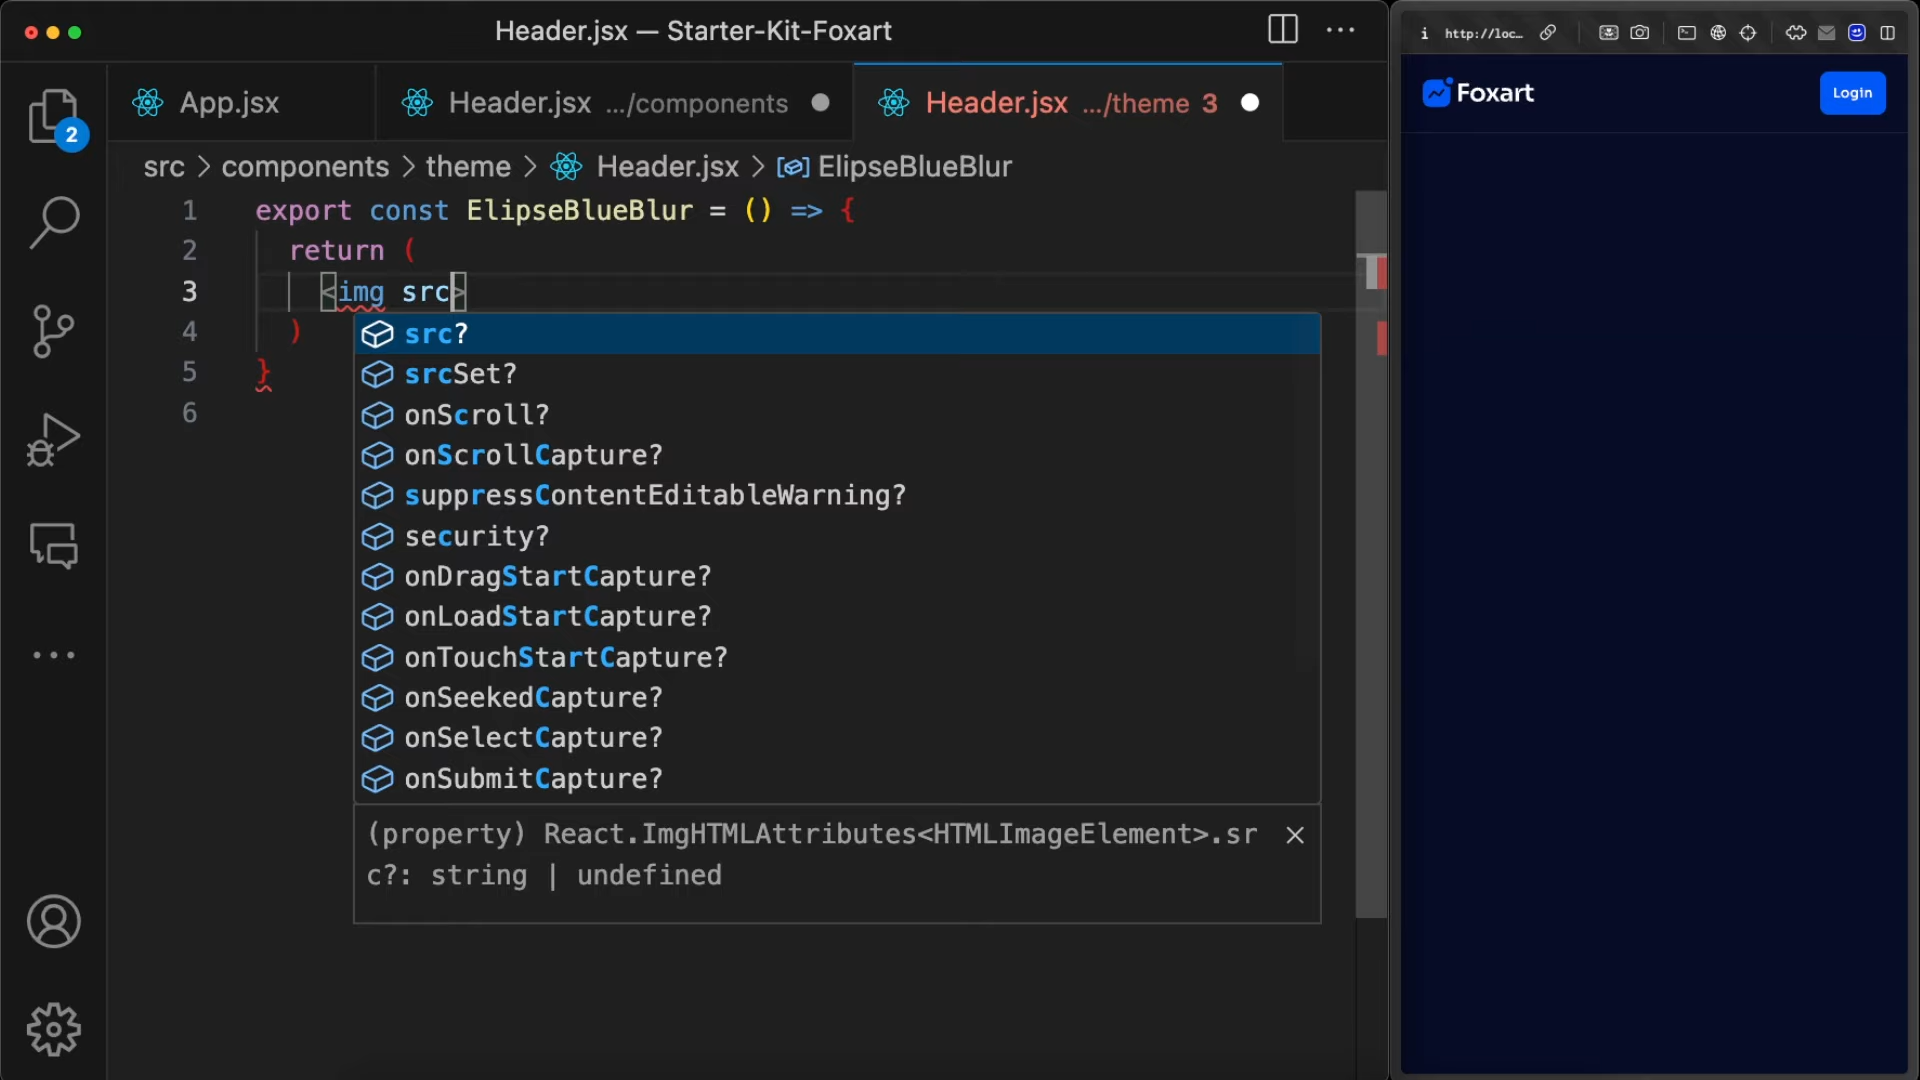 Header.jsx — Starter-Kit-Foxart
App.jsx
Header.jsx .../components
Header.jsx .../theme 3
2
src > components > theme > Header.jsx > ElipseBlueBlur
1 export const ElipseBlueBlur = () => {
2 return (
3 <img src>
4 )
5 }
6
src?
srcSet?
onScroll?
onScrollCapture?
suppressContentEditableWarning?
security?
onDragStartCapture?
onLoadStartCapture?
onTouchStartCapture?
onSeekedCapture?
onSelectCapture?
onSubmitCapture?
(property) React.ImgHTMLAttributes<HTMLImageElement>.sr
c?: string | undefined
http://loc...
Foxart
Login